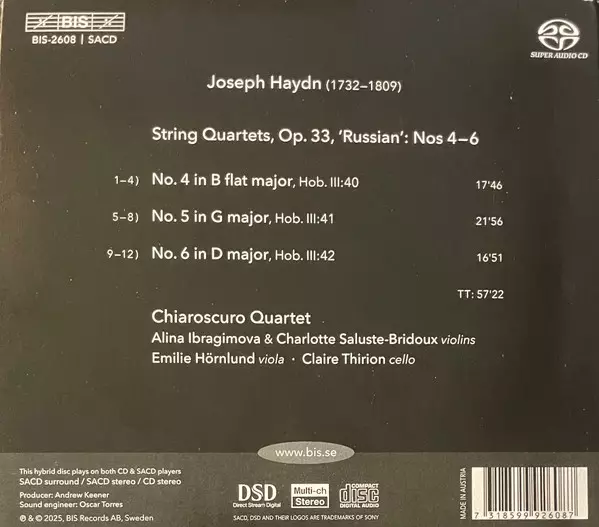 BIS
BIS-2608 | SACD
SUPER AUDIO CD
Joseph Haydn (1732–1809)
String Quartets, Op. 33, ‘Russian’: Nos 4–6
1–4) No. 4 in B flat major, Hob. III:40 17'46
5–8) No. 5 in G major, Hob. III:41 21'56
9–12) No. 6 in D major, Hob. III:42 16'51
TT: 57'22
Chiaroscuro Quartet
Alina Ibragimova & Charlotte Saluste-Bridoux violins
Emilie Hörnlund viola · Claire Thirion cello
www.bis.se
This hybrid disc plays on both CD & SACD players
SACD surround / SACD stereo / CD stereo
Producer: Andrew Keener
Sound engineer: Oscar Torres
℗ & © 2025, BIS Records AB, Sweden
DSD
Direct Stream Digital
Multi-ch
Stereo
COMPACT
disc
DIGITAL AUDIO
SACD, DSD AND THEIR LOGOS ARE TRADEMARKS OF SONY
MADE IN AUSTRIA
7 318599 926087